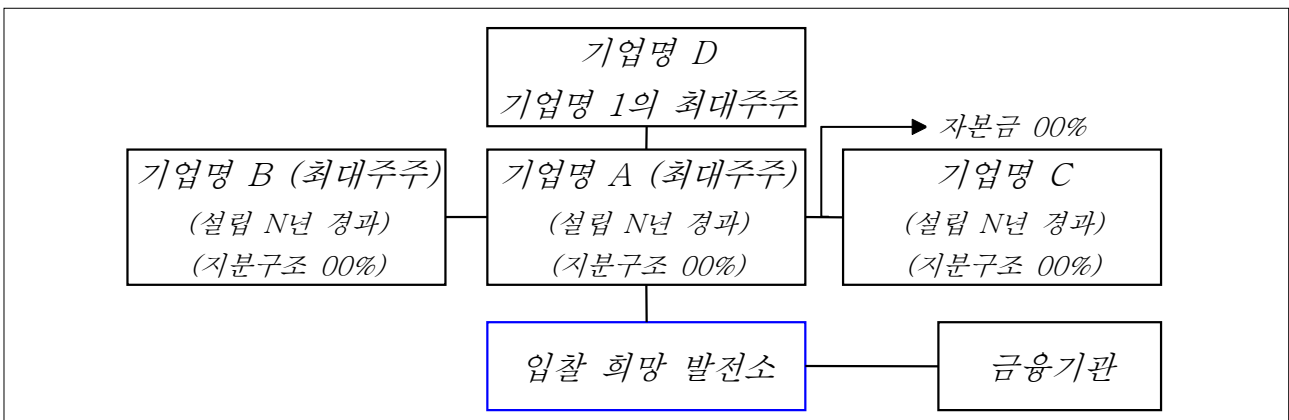 기업명 D
기업명 1의 최대주주
자본금 00%
기업명 B (최대주주)
(설립 N년 경과)
(지분구조 00%)
기업명 A (최대주주)
(설립 N년 경과)
(지분구조 00%)
기업명 C
(설립 N년 경과)
(지분구조 00%)
입찰 희망 발전소
금융기관